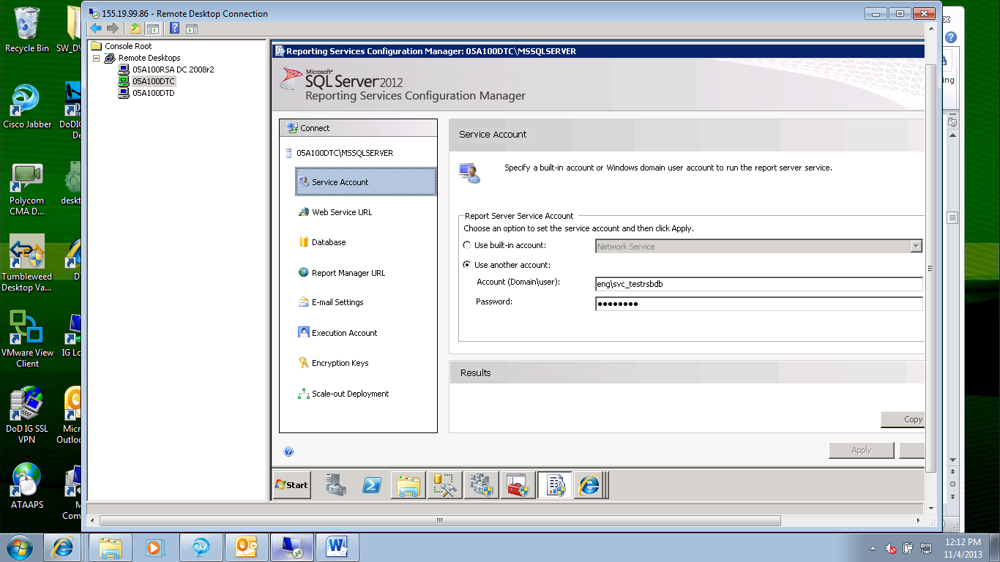 155.19.99.86 - Remote Desktop Connection
Recycle Bin
SW_DV
Cisco Jabber
DoDIG
De
Polycom
CMA D...
deskt
Tumbleweed
Desktop Va...
D
VMware View
Client
IG Lo
DoD IG SSL
VPN
Micr
Outlo
ATAAPS
M
Com
Console Root
Remote Desktops
05A100RSA DC 2008r2
05A100DTC
05A100DTD
Reporting Services Configuration Manager: 05A100DTC\MSSQLSERVER
Microsoft
SQL Server 2012
Reporting Services Configuration Manager
Connect
05A100DTC\MSSQLSERVER
Service Account
Web Service URL
Database
Report Manager URL
E-mail Settings
Execution Account
Encryption Keys
Scale-out Deployment
Service Account
Specify a built-in account or Windows domain user account to run the report server service.
Report Server Service Account
Choose an option to set the service account and then click Apply.
Use built-in account:
Network Service
Use another account:
Account (Domain\user):
eng\svc_testrsbdb
Password:
●●●●●●●●
Results
Copy
Apply
Start
ing
12:12 PM
11/4/2013